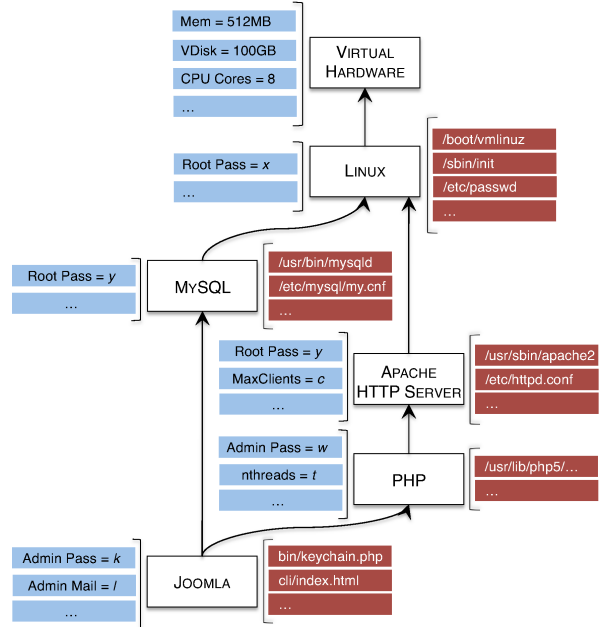 Mem = 512MB
VDisk = 100GB
CPU Cores = 8
...
VIRTUAL
HARDWARE
Root Pass = x
...
LINUX
/boot/vmlinuz
/sbin/init
/etc/passwd
...
Root Pass = y
...
MYSQL
/usr/bin/mysqld
/etc/mysql/my.cnf
...
Root Pass = y
MaxClients = c
...
APACHE
HTTP SERVER
/usr/sbin/apache2
/etc/httpd.conf
...
Admin Pass = w
nthreads = t
...
PHP
/usr/lib/php5/...
...
Admin Pass = k
Admin Mail = l
...
JOOMLA
bin/keychain.php
cli/index.html
...